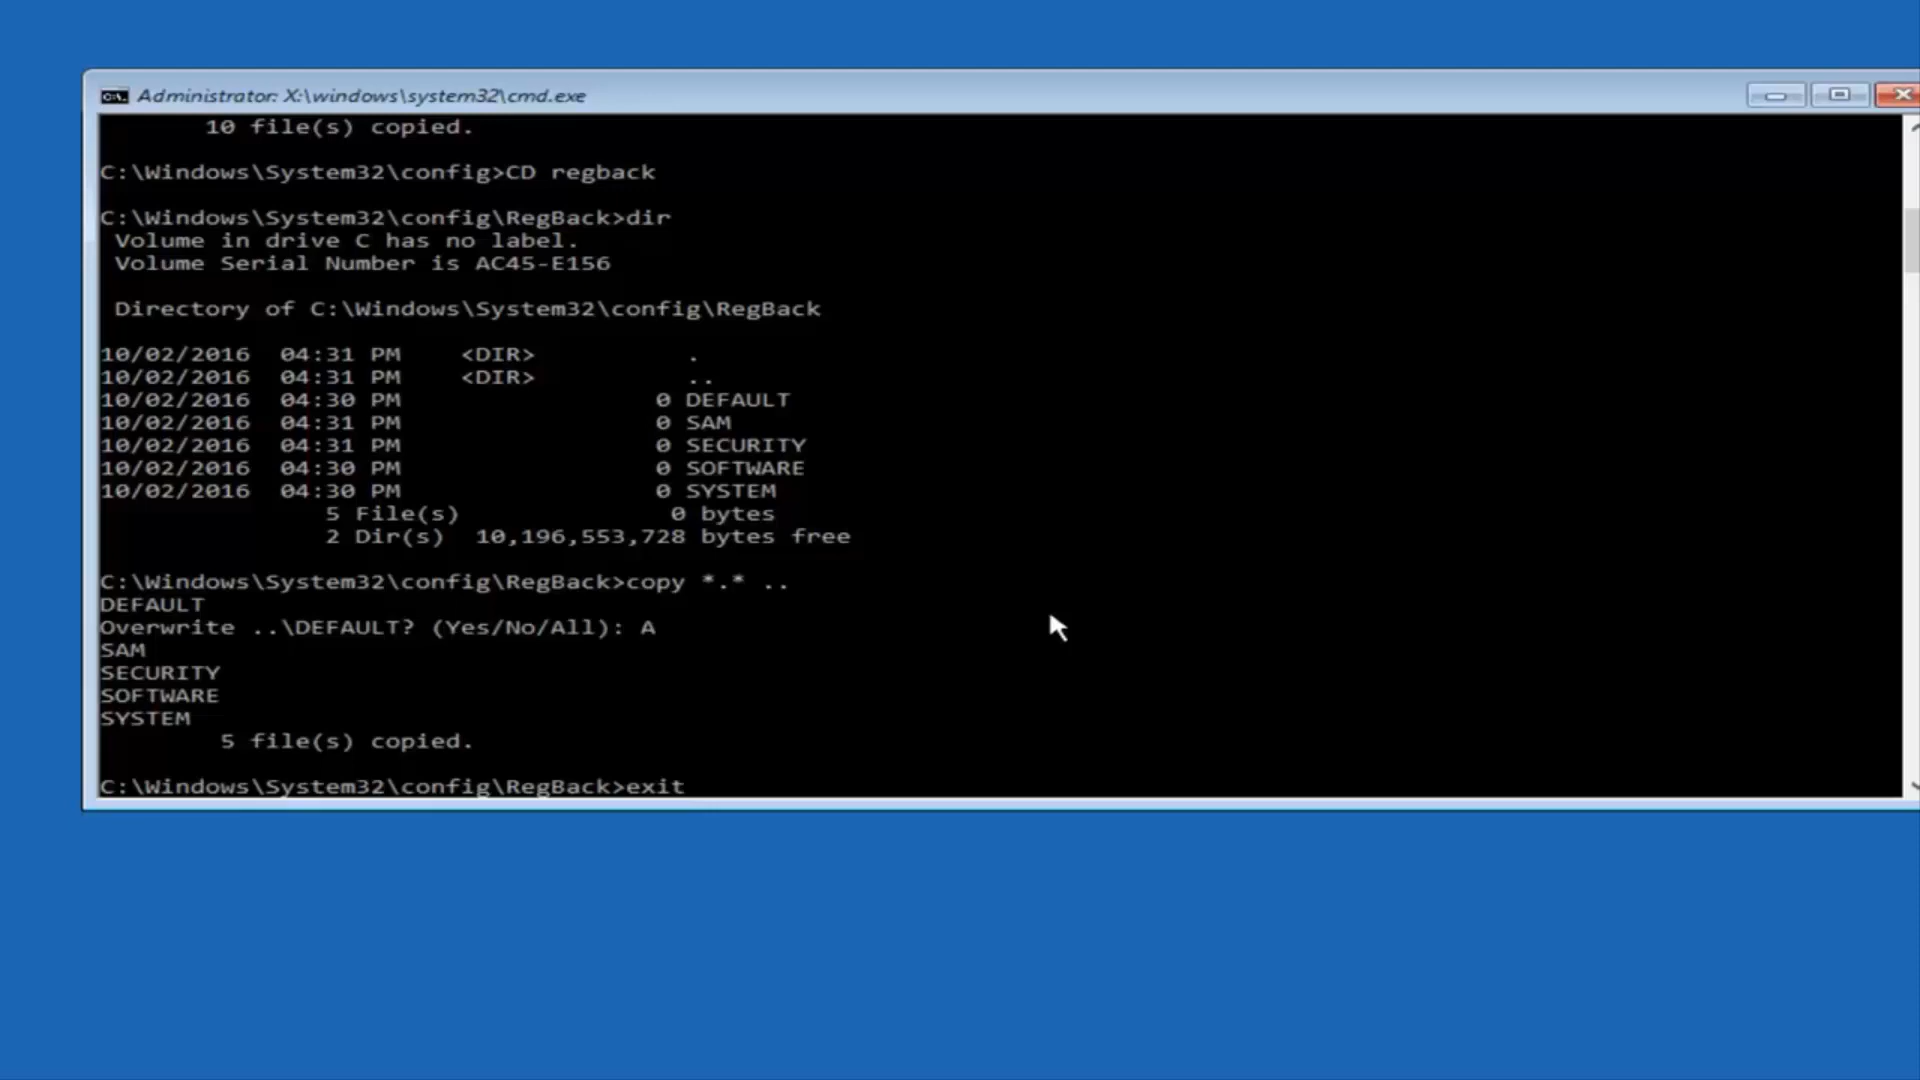 Administrator: X:\windows\system32\cmd.exe
10 file(s) copied.
C:\Windows\System32\config>CD regback
C:\Windows\System32\config\RegBack>dir
Volume in drive C has no label.
Volume Serial Number is AC45-E156
Directory of C:\Windows\System32\config\RegBack
10/02/2016  04:31 PM    <DIR>          .
10/02/2016  04:31 PM    <DIR>          ..
10/02/2016  04:30 PM                 0 DEFAULT
10/02/2016  04:31 PM                 0 SAM
10/02/2016  04:31 PM                 0 SECURITY
10/02/2016  04:30 PM                 0 SOFTWARE
10/02/2016  04:30 PM                 0 SYSTEM
5 File(s)              0 bytes
2 Dir(s)  10,196,553,728 bytes free
C:\Windows\System32\config\RegBack>copy *.* ..
DEFAULT
Overwrite ..\DEFAULT? (Yes/No/All): A
SAM
SECURITY
SOFTWARE
SYSTEM
5 file(s) copied.
C:\Windows\System32\config\RegBack>exit